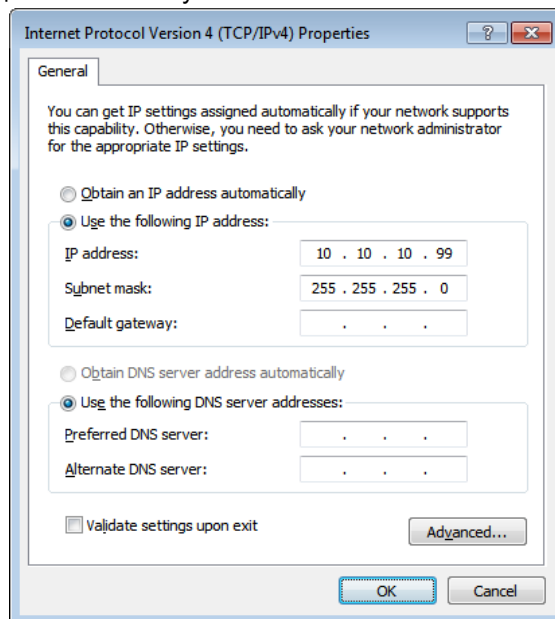 Internet Protocol Version 4 (TCP/IPv4) Properties
General
You can get IP settings assigned automatically if your network supports
this capability. Otherwise, you need to ask your network administrator
for the appropriate IP settings.
Obtain an IP address automatically
Use the following IP address:
IP address: 10 . 10 . 10 . 99
Subnet mask: 255 . 255 . 255 . 0
Default gateway: . . .
Obtain DNS server address automatically
Use the following DNS server addresses:
Preferred DNS server: . . .
Alternate DNS server: . . .
Validate settings upon exit
Advanced...
OK Cancel